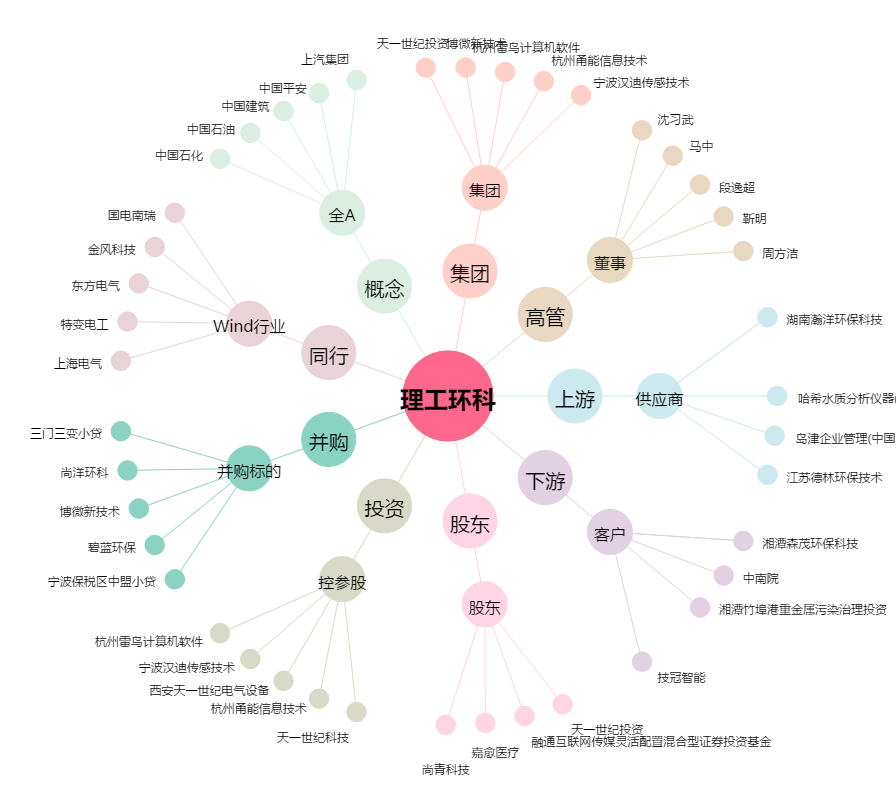 理工环科
概念
全A
上汽集团
中国平安
中国建筑
中国石油
中国石化
集团
集团
天一世纪投资
博微新技术
杭州雷鸟计算机软件
杭州甬能信息技术
宁波汉迪传感技术
高管
董事
沈习武
马中
段逸超
靳明
周方洁
上游
供应商
湖南瀚洋环保科技
哈希水质分析仪器(
岛津企业管理(中国
江苏德林环保技术
下游
客户
湘潭森茂环保科技
中南院
湘潭竹埠港重金属污染治理投资
技冠智能
股东
股东
天一世纪投资
融通互联网传媒灵活配置混合型证券投资基金
嘉愈医疗
尚青科技
投资
控参股
杭州雷鸟计算机软件
宁波汉迪传感技术
西安天一世纪电气设备
杭州甬能信息技术
天一世纪科技
并购
并购标的
三门三变小贷
尚洋环科
博微新技术
碧蓝环保
宁波保税区中盟小贷
同行
Wind行业
国电南瑞
金风科技
东方电气
特变电工
上海电气